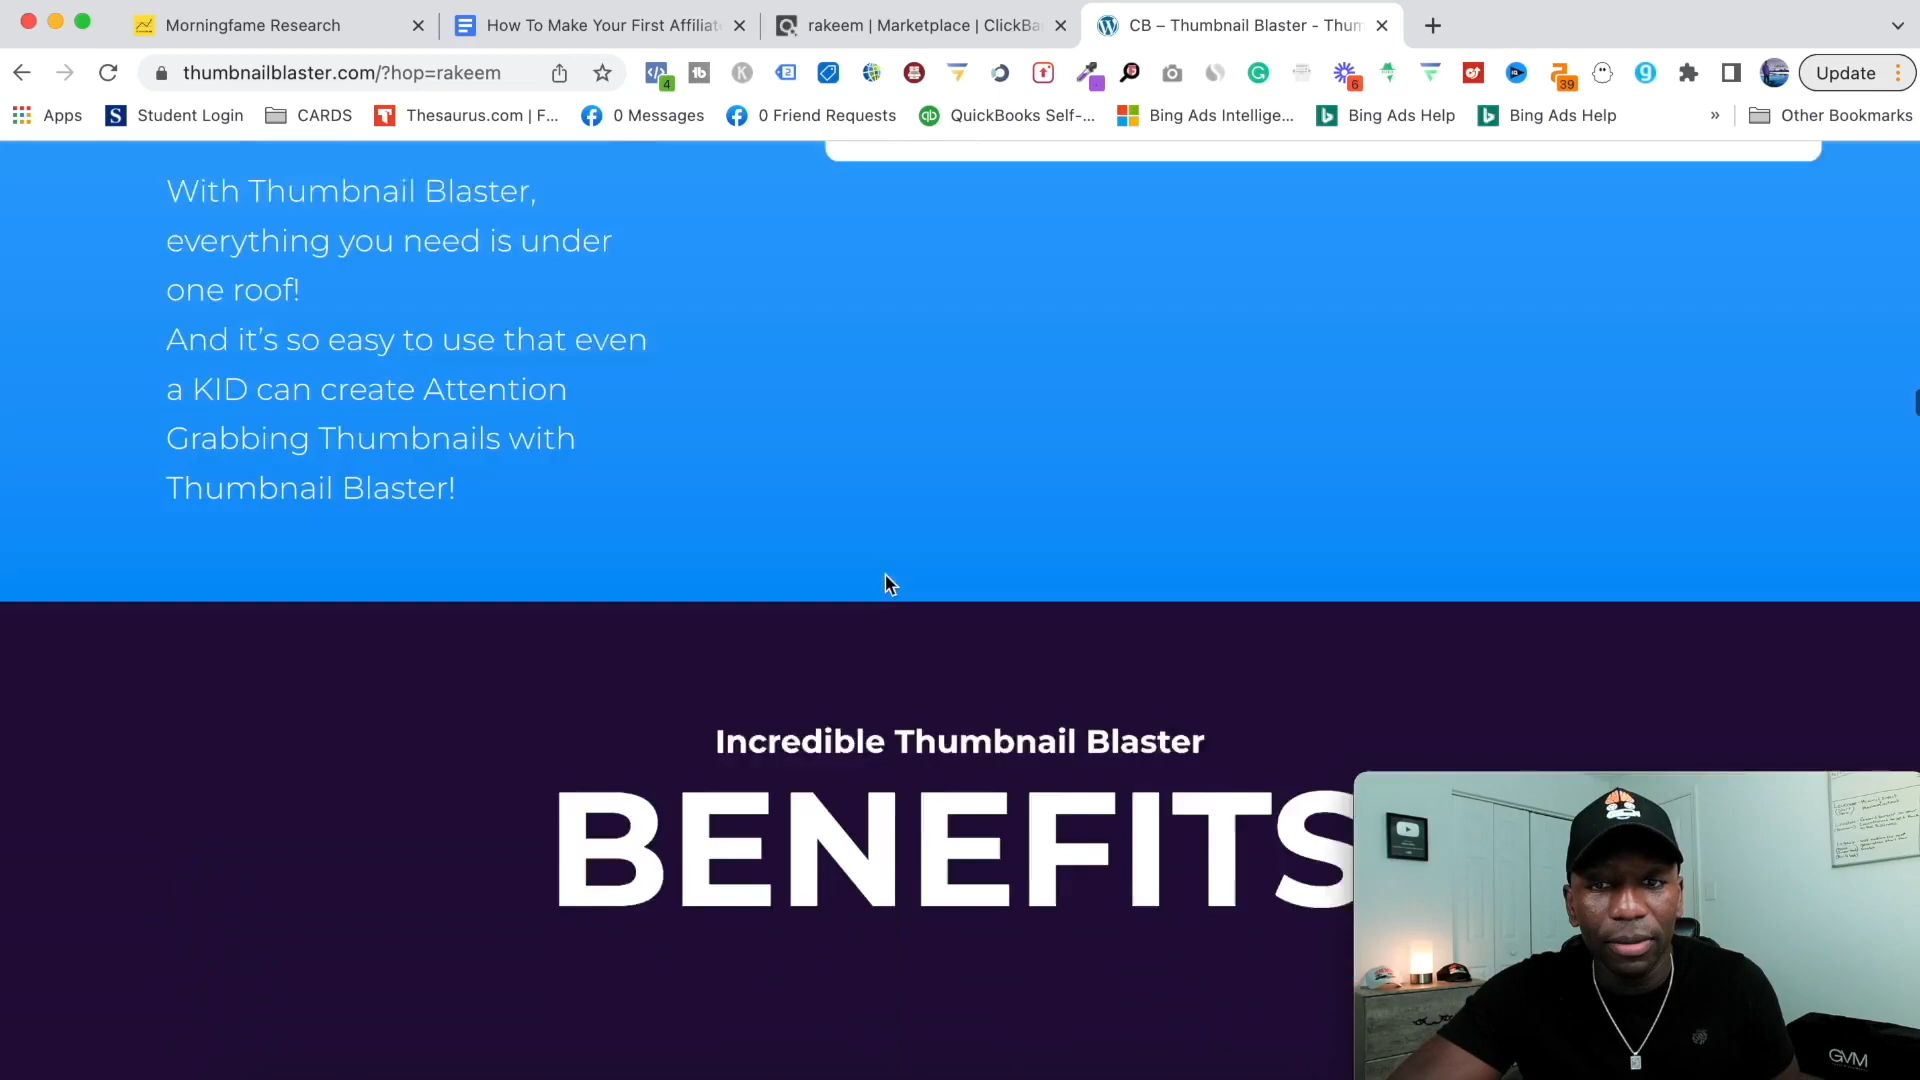 Morningfame Research
How To Make Your First Affiliat
rakeem | Marketplace | ClickBa
CB – Thumbnail Blaster - Thum
thumbnailblaster.com/?hop=rakeem
4
6
39
Update
Apps
Student Login
CARDS
Thesaurus.com | F...
0 Messages
0 Friend Requests
QuickBooks Self-...
Bing Ads Intellige...
Bing Ads Help
Bing Ads Help
»
Other Bookmarks
With Thumbnail Blaster,
everything you need is under
one roof!
And it’s so easy to use that even
a KID can create Attention
Grabbing Thumbnails with
Thumbnail Blaster!
Incredible Thumbnail Blaster
BENEFITS
GVM